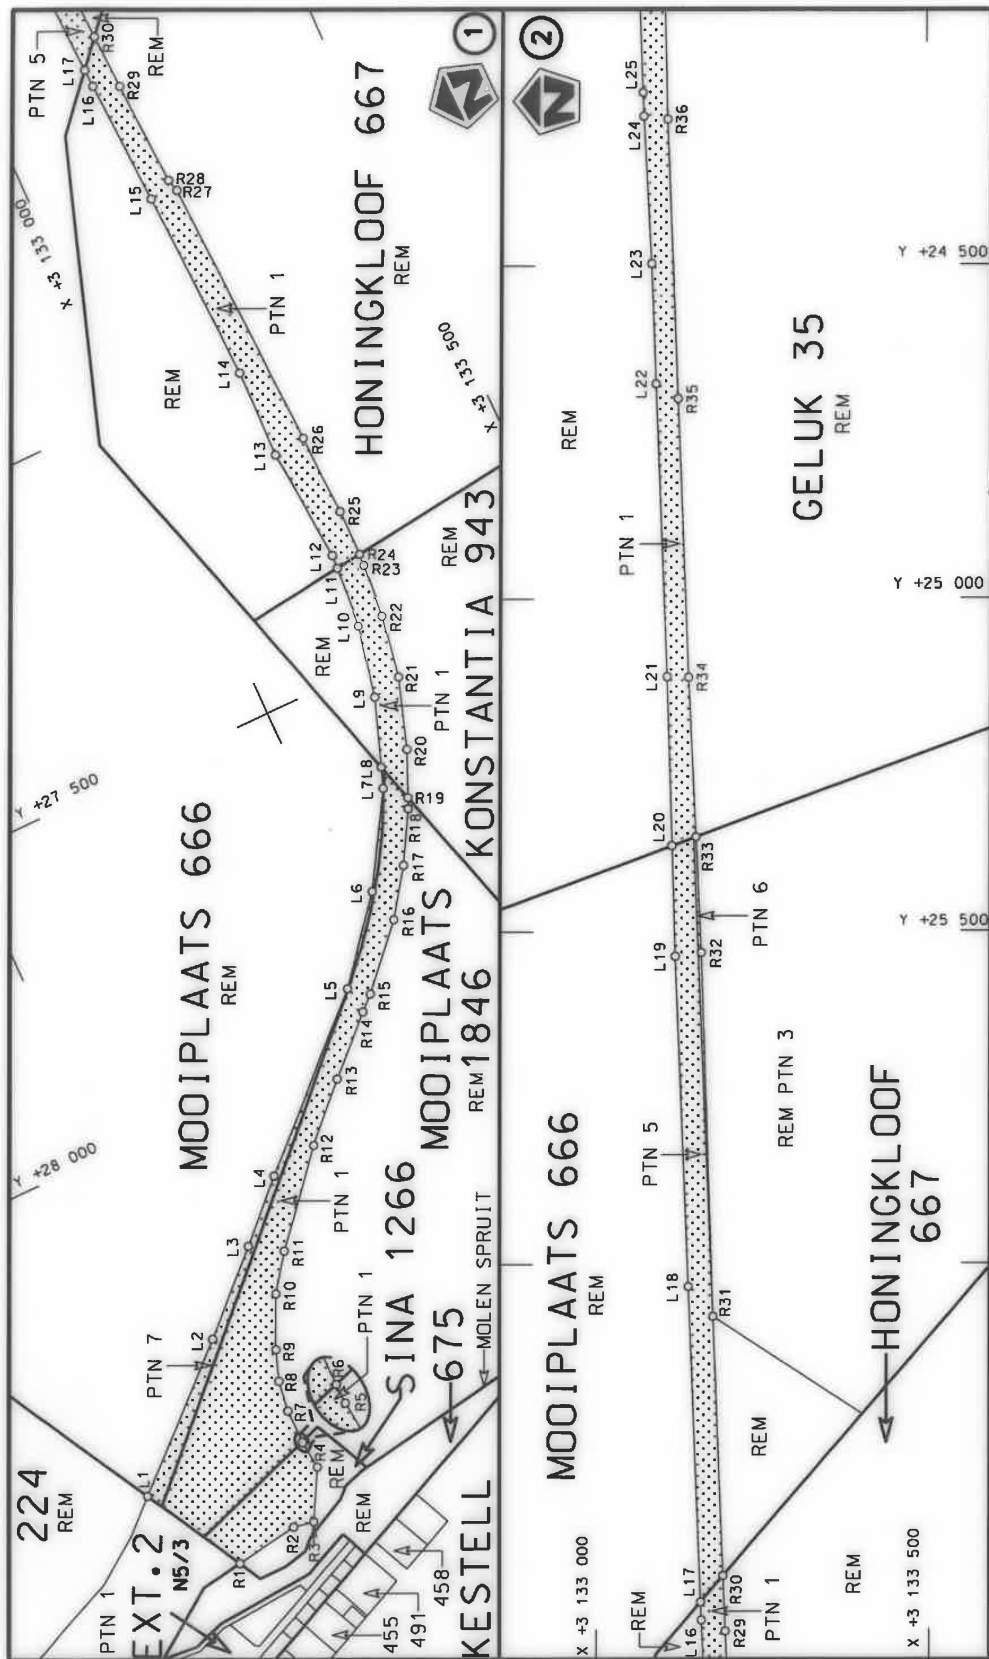 1
X +3 133 000
Y +27 500
Y +28 000
X +3 133 500
224
REM
PTN 1
EXT.2
N5/3
KESTELL
455
491
458
REM
675
SINA 1266
MOLEN SPRUIT
REM
PTN 1
PTN 7
MOOIPLAATS 666
REM
PTN 1
MOOIPLAATS
REM 1846
KONSTANTIA 943
REM
REM
PTN 1
HONINGKLOOF 667
REM
REM
PTN 1
PTN 5
REM
L1
L2
L3
L4
L5
L6
L7
L8
L9
L10
L11
L12
L13
L14
L15
L16
L17
R1
R2
R3
R4
R5
R6
R7
R8
R9
R10
R11
R12
R13
R14
R15
R16
R17
R18
R19
R20
R21
R22
R23
R24
R25
R26
R27
R28
R29
R30
2
X +3 133 000
X +3 133 500
Y +25 500
Y +25 000
Y +24 500
MOOIPLAATS 666
REM
REM
PTN 1
REM
REM
HONINGKLOOF
667
PTN 5
REM PTN 3
PTN 6
REM
PTN 1
GELUK 35
REM
L16
L17
L18
L19
L20
L21
L22
L23
L24
L25
R29
R30
R31
R32
R33
R34
R35
R36
N
N